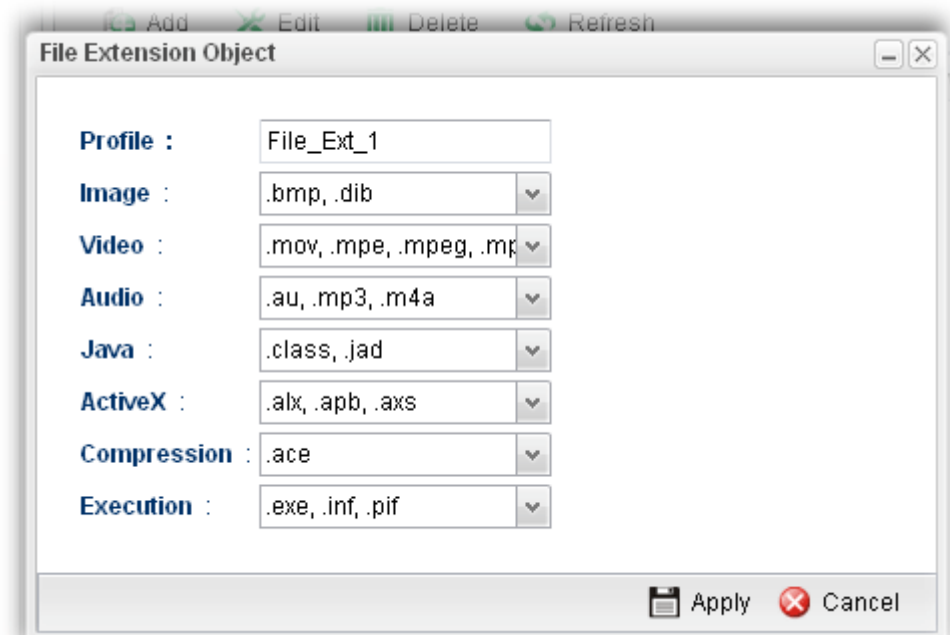 Add Edit Delete Refresh
File Extension Object
Profile : File_Ext_1
Image : .bmp, .dib
Video : .mov, .mpe, .mpeg, .mp
Audio : .au, .mp3, .m4a
Java : .class, .jad
ActiveX : .alx, .apb, .axs
Compression : .ace
Execution : .exe, .inf, .pif
Apply Cancel